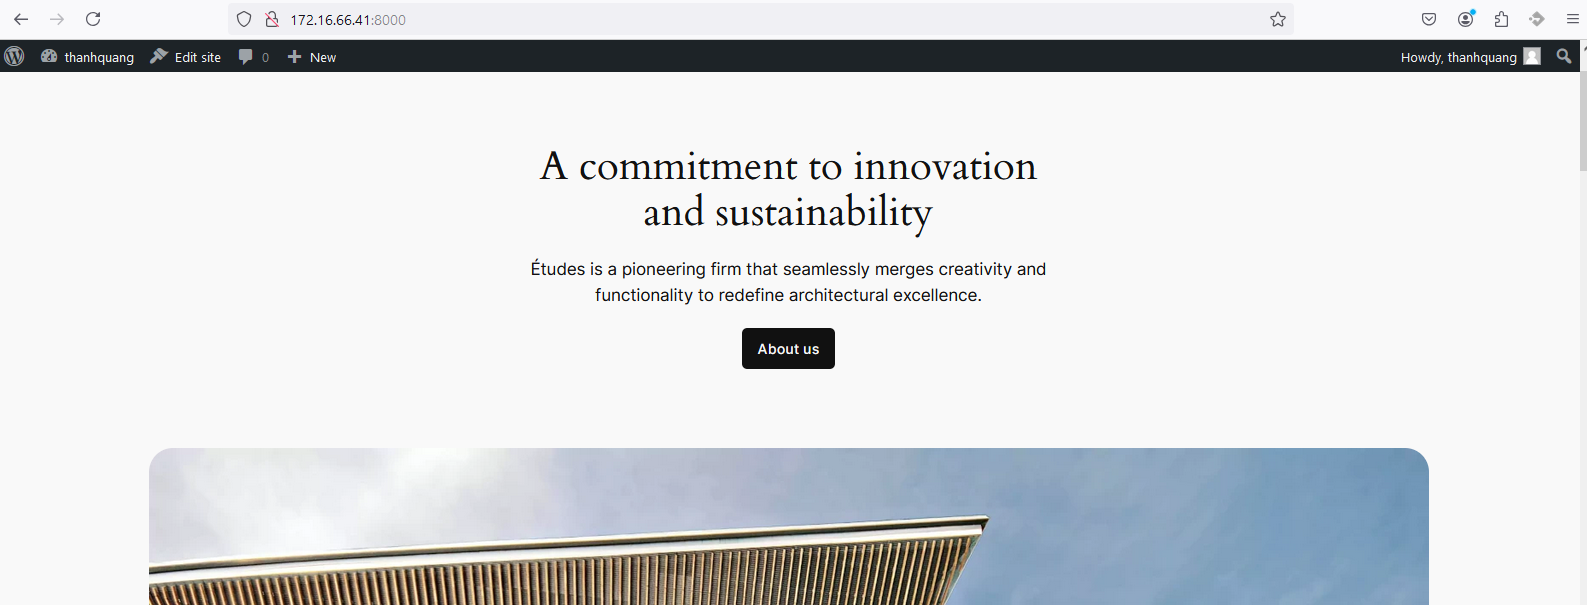 172.16.66.41:8000
thanhquang Edit site 0 New Howdy, thanhquang
A commitment to innovation
and sustainability
Études is a pioneering firm that seamlessly merges creativity and
functionality to redefine architectural excellence.
About us